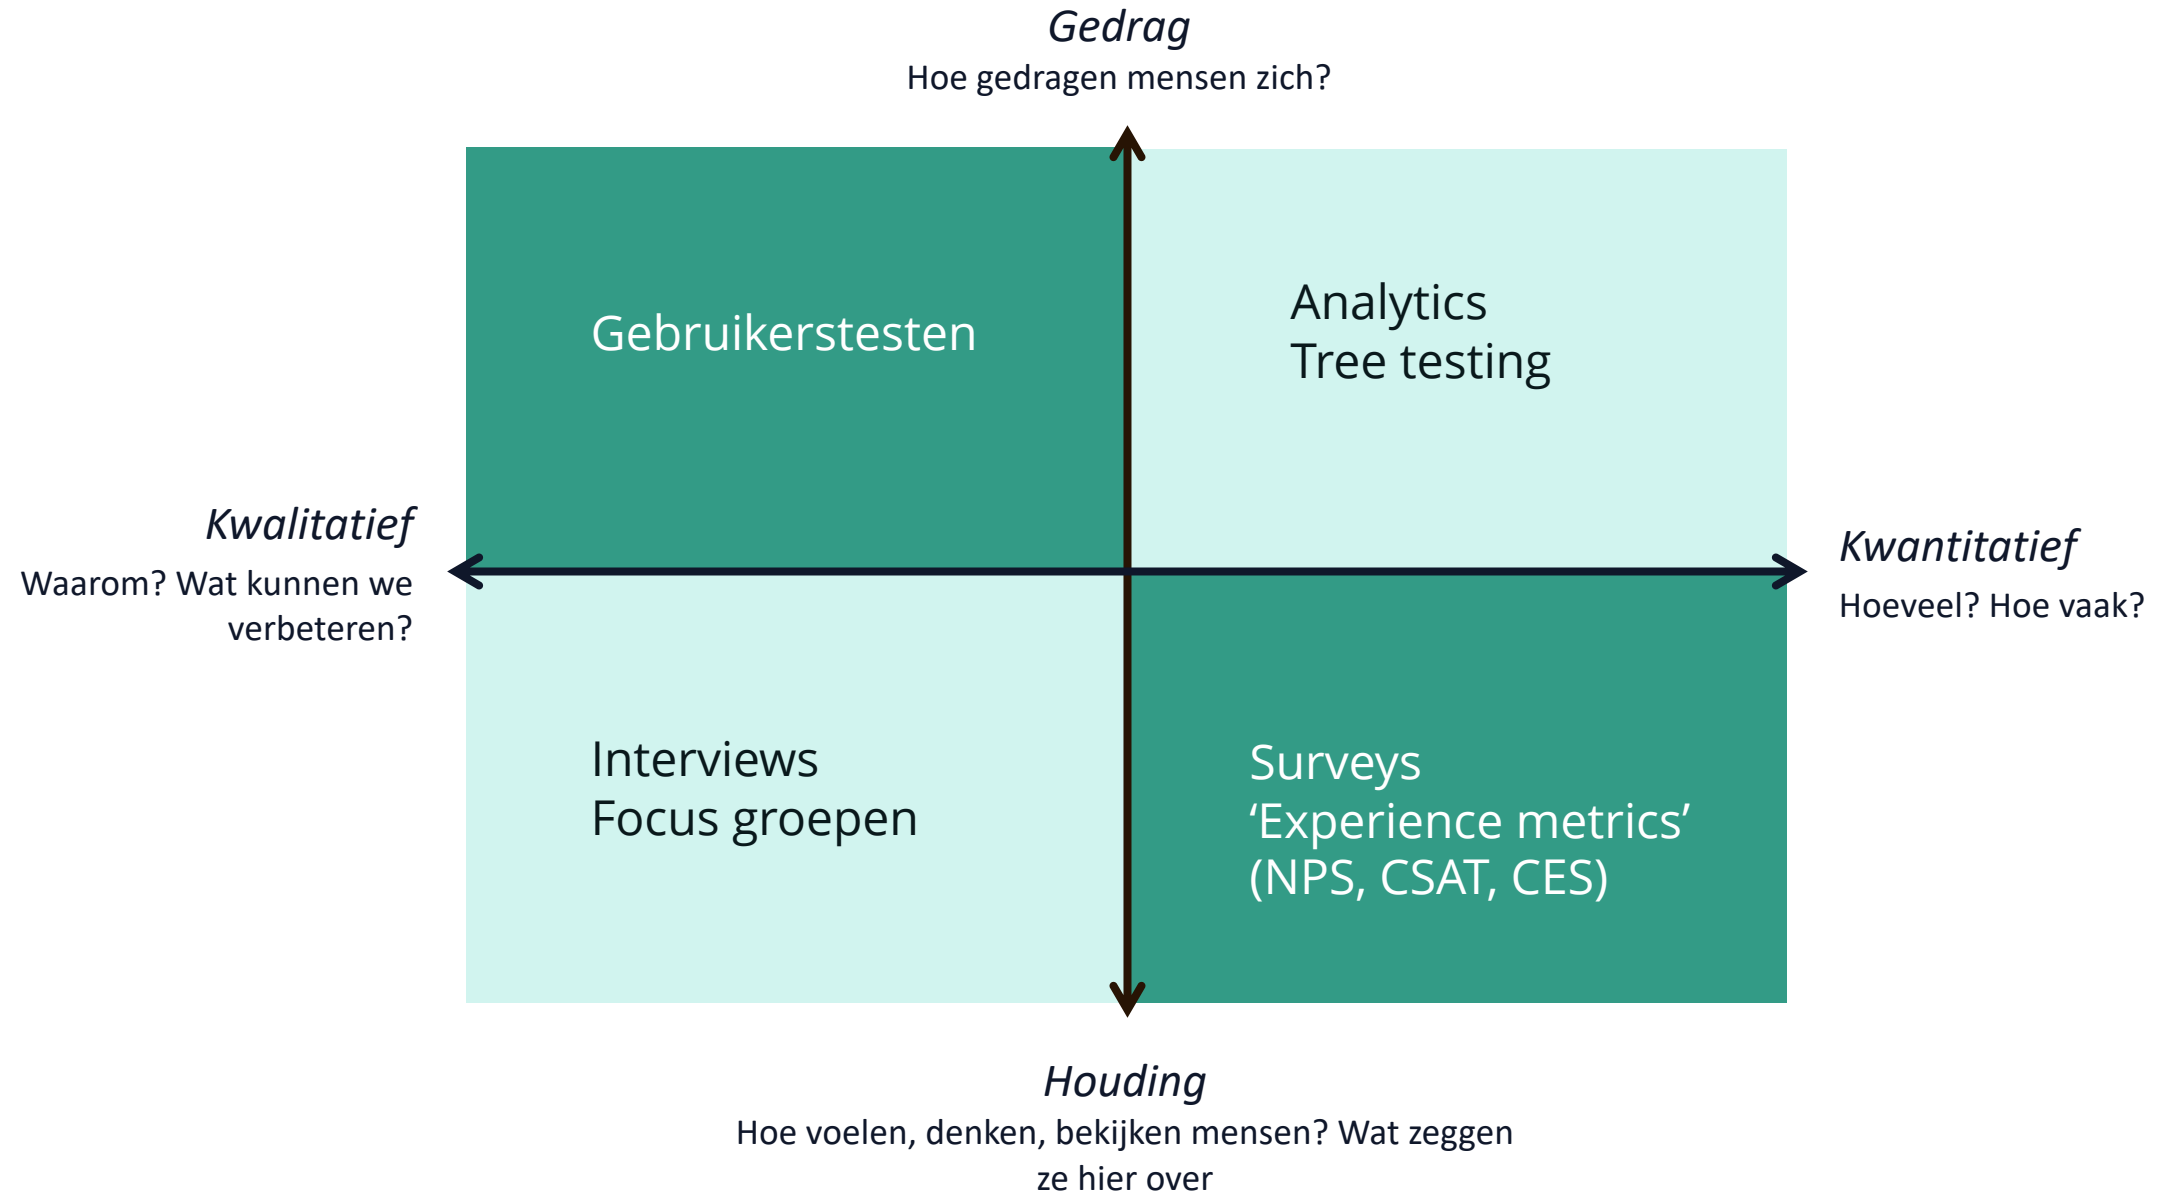 Gedrag
Hoe gedragen mensen zich?
Gebruikerstesten
Analytics
Tree testing
Kwalitatief
Waarom? Wat kunnen we
verbeteren?
Kwantitatief
Hoeveel? Hoe vaak?
Interviews
Focus groepen
Surveys
‘Experience metrics’
(NPS, CSAT, CES)
Houding
Hoe voelen, denken, bekijken mensen? Wat zeggen
ze hier over